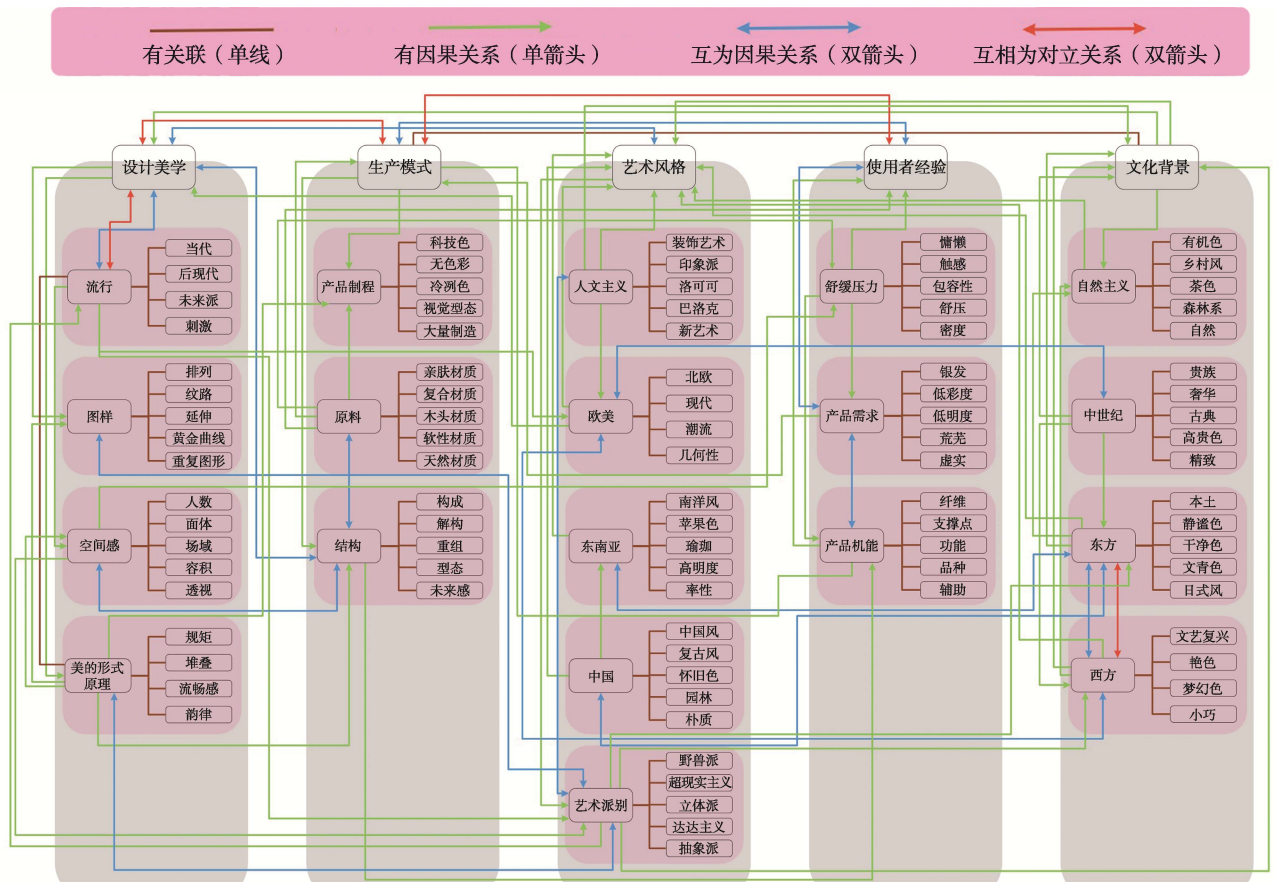 有关联（单线）
有因果关系（单箭头）
互为因果关系（双箭头）
互相为对立关系（双箭头）
设计美学
生产模式
艺术风格
使用者经验
文化背景
流行
当代
后现代
未来派
刺激
图样
排列
纹路
延伸
黄金曲线
重复图形
空间感
人数
面体
场域
容积
透视
美的形式
原理
规矩
堆叠
流畅感
韵律
产品制程
科技色
无色彩
冷冽色
视觉型态
大量制造
原料
亲肤材质
复合材质
木头材质
软性材质
天然材质
结构
构成
解构
重组
型态
未来感
人文主义
装饰艺术
印象派
洛可可
巴洛克
新艺术
欧美
北欧
现代
潮流
几何性
东南亚
南洋风
苹果色
瑜珈
高明度
率性
中国
中国风
复古风
怀旧色
园林
朴质
艺术派别
野兽派
超现实主义
立体派
达达主义
抽象派
舒缓压力
慵懒
触感
包容性
舒压
密度
产品需求
银发
低彩度
低明度
荒芜
虚实
产品机能
纤维
支撑点
功能
品种
辅助
自然主义
有机色
乡村风
茶色
森林系
自然
中世纪
贵族
奢华
古典
高贵色
精致
东方
本土
静谧色
干净色
文青色
日式风
西方
文艺复兴
艳色
梦幻色
小巧